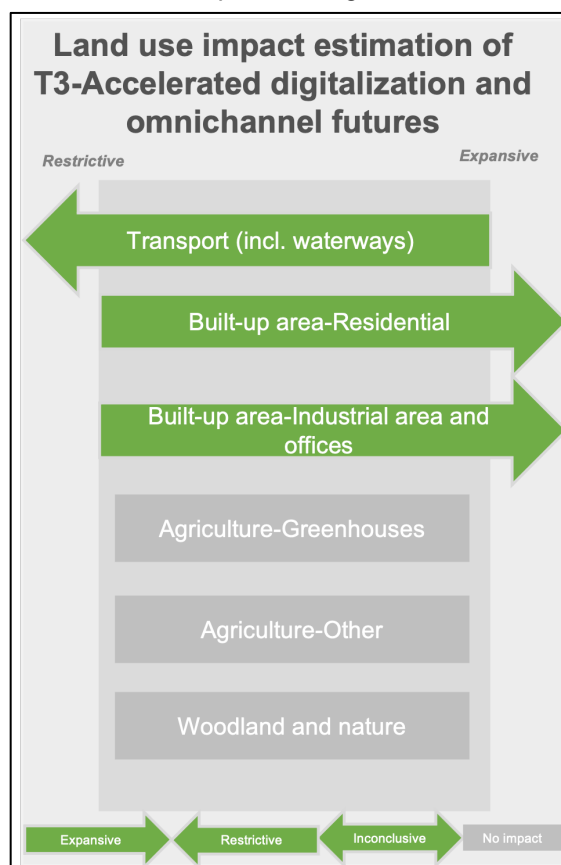 Land use impact estimation of
T3-Accelerated digitalization and
omnichannel futures
Restrictive
Expansive
Transport (incl. waterways)
Built-up area-Residential
Built-up area-Industrial area and
offices
Agriculture-Greenhouses
Agriculture-Other
Woodland and nature
Expansive
Restrictive
Inconclusive
No impact